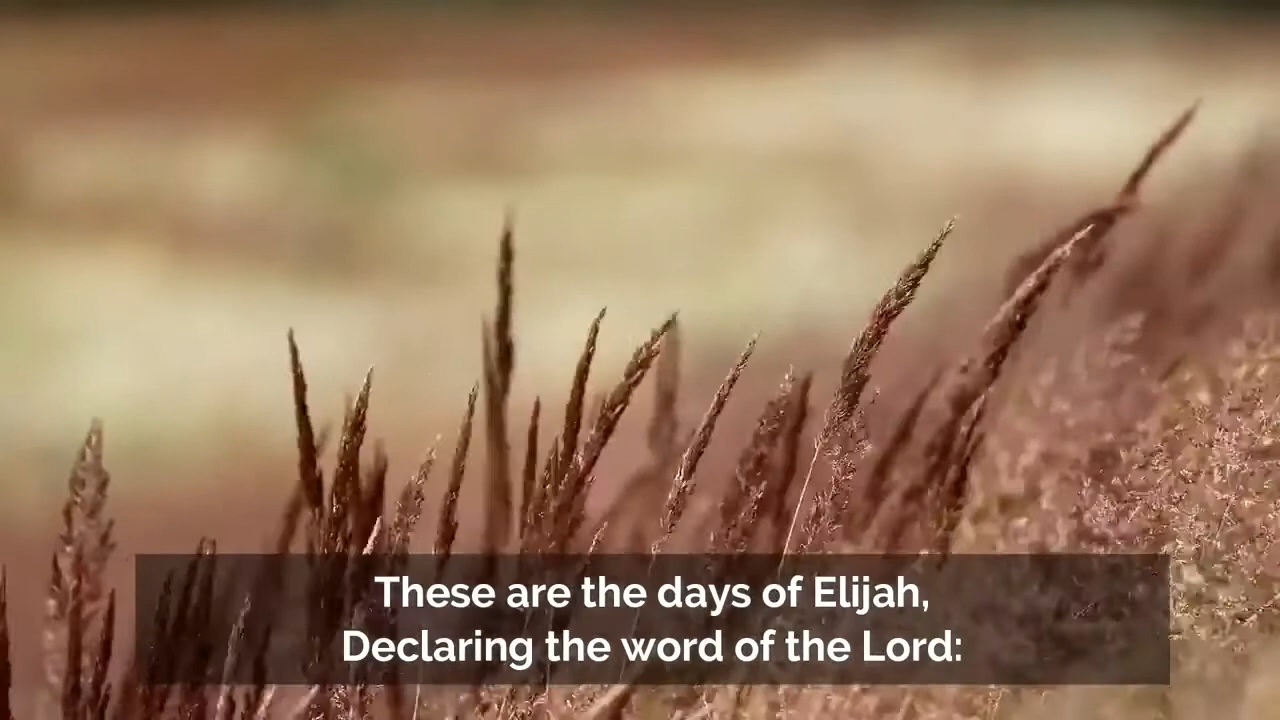 These are the days of Elijah,
Declaring the word of the Lord: